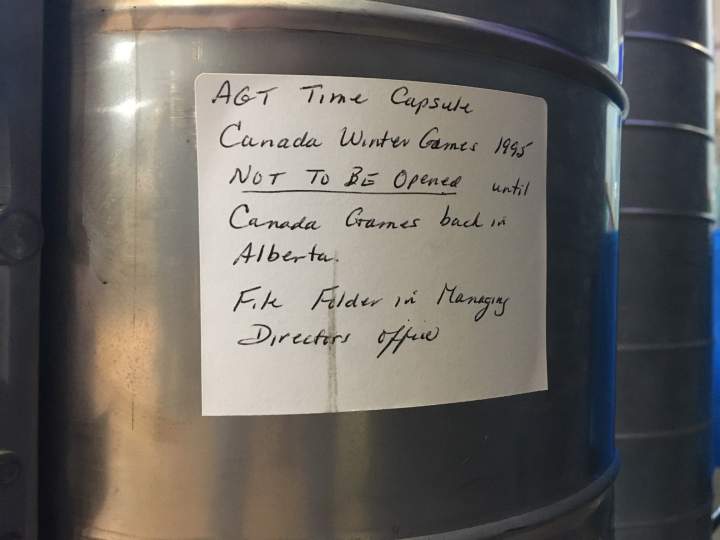 AGT Time Capsule
Canada Winter Games 1995
NOT TO BE Opened until
Canada Games back in
Alberta.
File Folder in Managing
Directors office